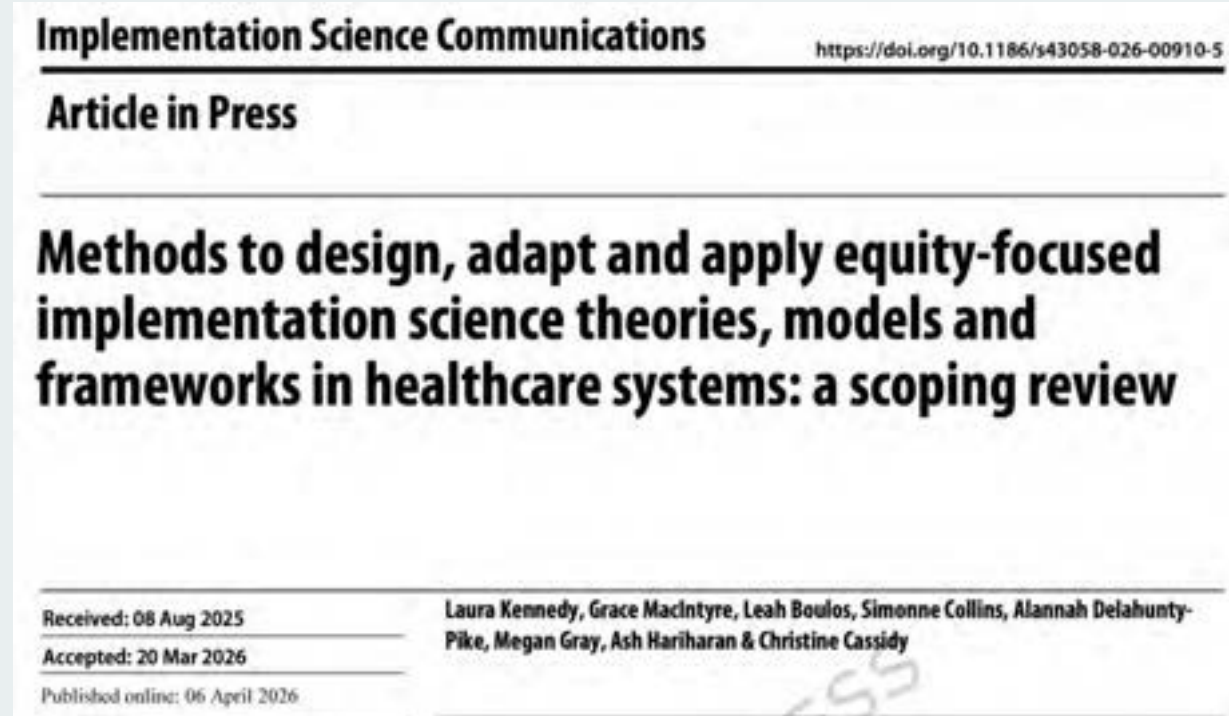 Implementation Science Communications
https://doi.org/10.1186/s43058-026-00910-5
Article in Press
Methods to design, adapt and apply equity-focused
implementation science theories, models and
frameworks in healthcare systems: a scoping review
Received: 08 Aug 2025
Accepted: 20 Mar 2026
Published online: 06 April 2026
Laura Kennedy, Grace MacIntyre, Leah Boulos, Simonne Collins, Alannah Delahunty-
Pike, Megan Gray, Ash Hariharan & Christine Cassidy